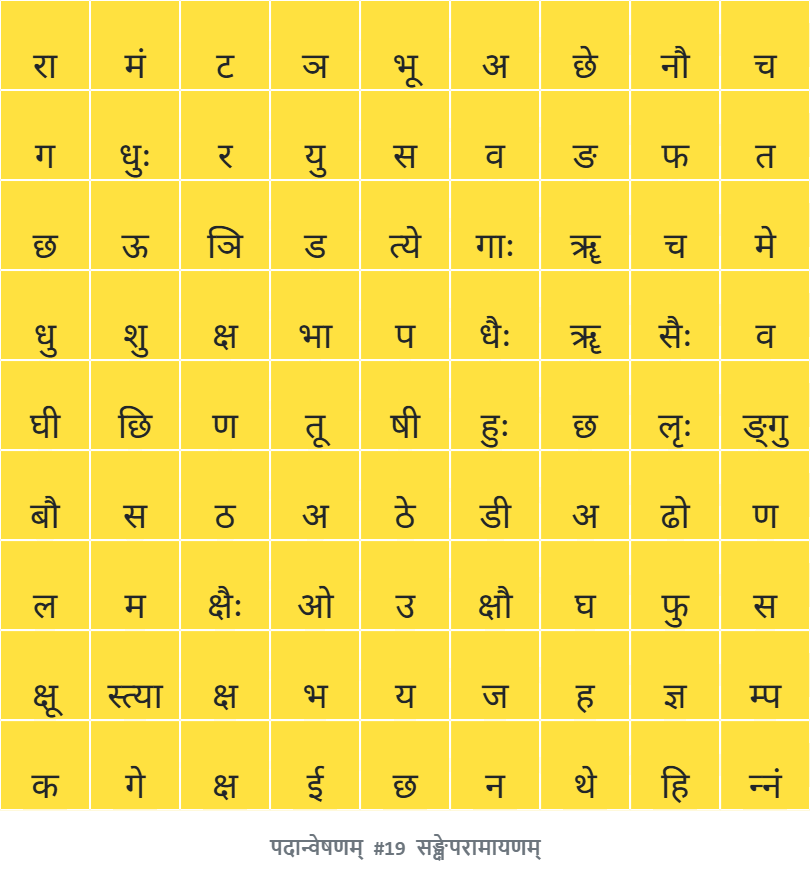 रा मं ट ञ भू अ छे नौ च
ग धुः र यु स व ङ फ त
छ ऊ ञि ड त्ये गाः ॠ च मे
धु शु क्ष भा प धैः ॠ सैः व
घी छि ण तू षी हुः छ लृः ङ्गु
बौ स ठ अ ठे डी अ ढो ण
ल म क्षैः ओ उ क्षौ घ फु स
क्षू स्त्या क्ष भ य ज ह ज्ञ म्प
क गे क्ष ई छ न थे हि न्नं
पदान्वेषणम् #19 सङ्क्षेपरामायणम्